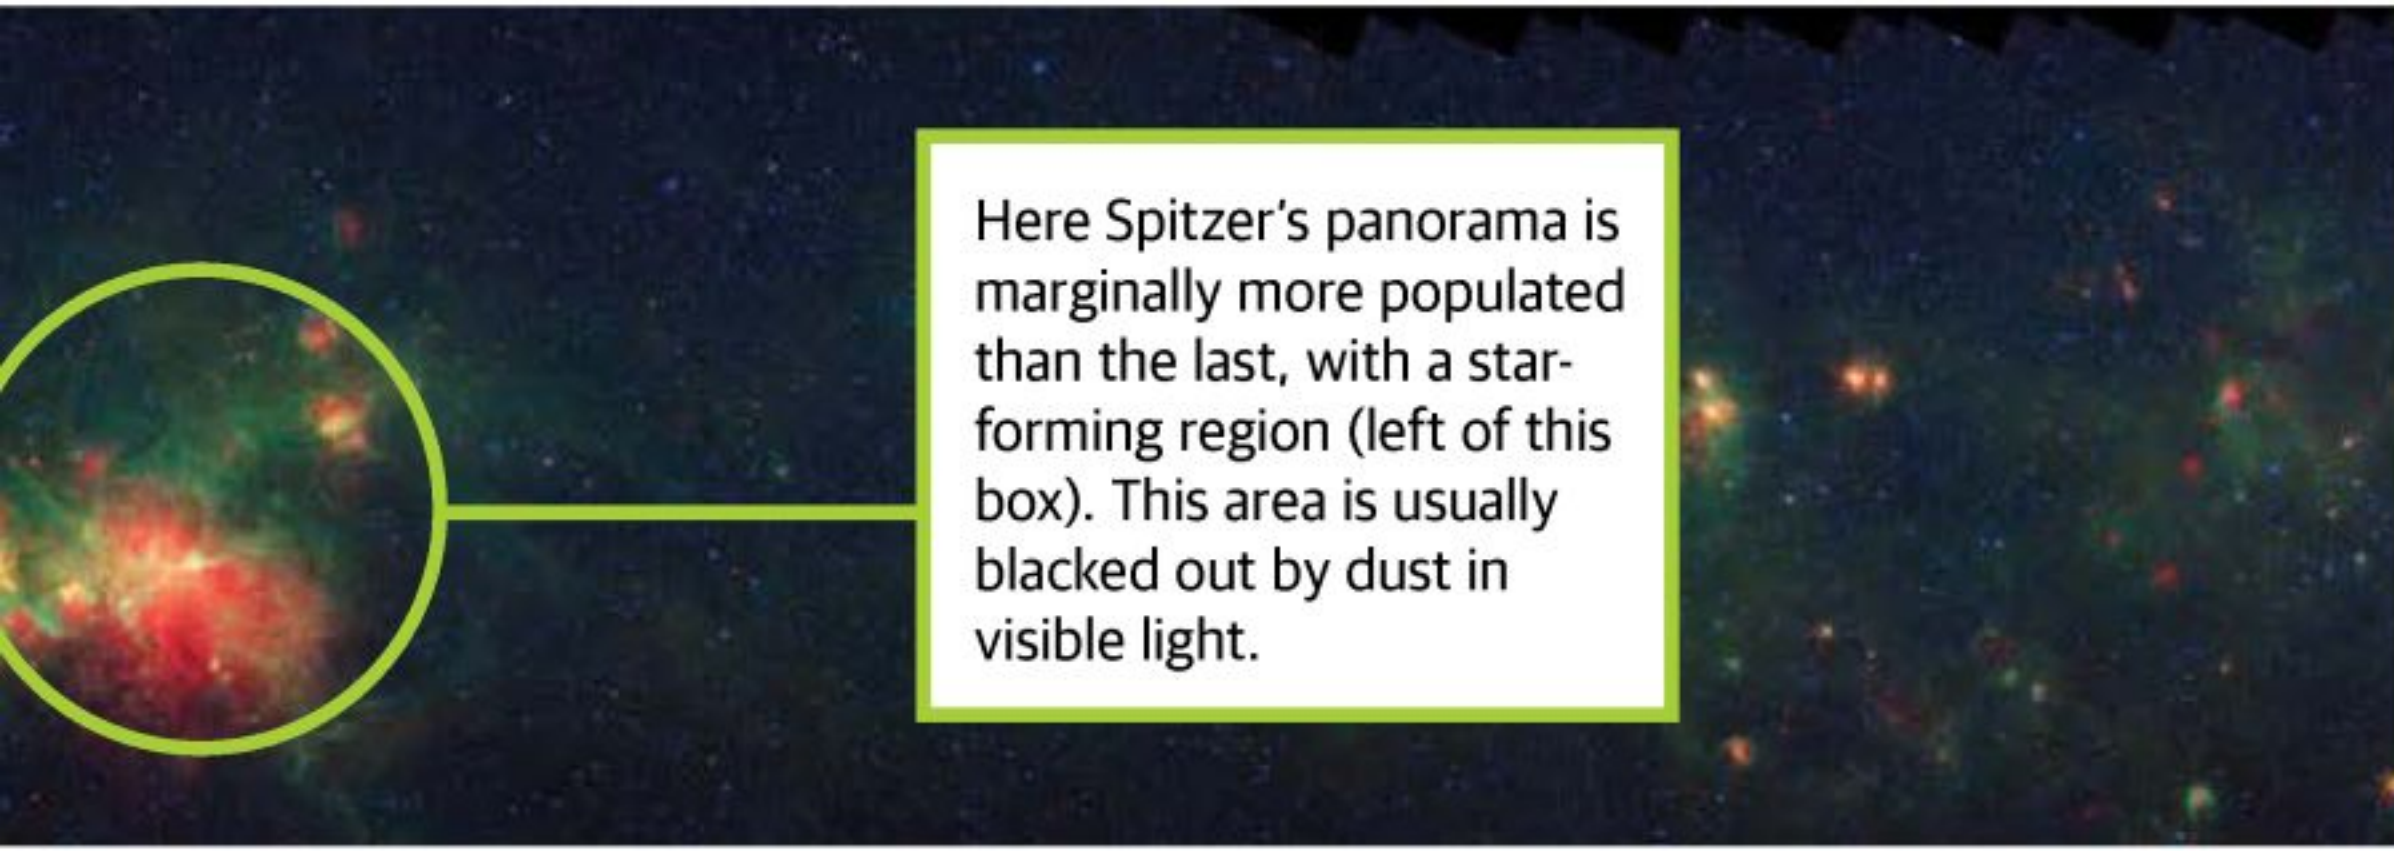 Here Spitzer’s panorama is
marginally more populated
than the last, with a star-
forming region (left of this
box). This area is usually
blacked out by dust in
visible light.